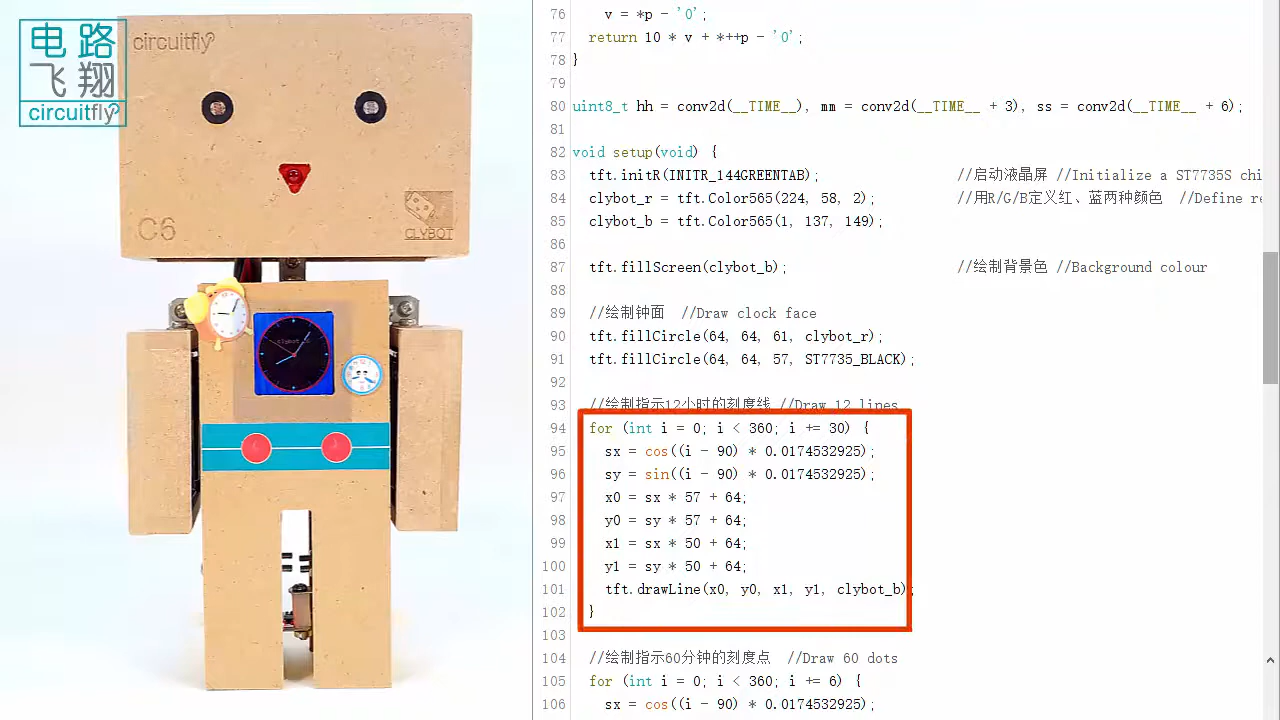 电路
飞翔
circuitfly
circuitfly
C6
CLYBOT
clybot
76 v = *p - '0';
77 return 10 * v + *++p - '0';
78 }
79
80 uint8_t hh = conv2d(__TIME__), mm = conv2d(__TIME__ + 3), ss = conv2d(__TIME__ + 6);
81
82 void setup(void) {
83 tft.initR(INITR_144GREENTAB); //启动液晶屏 //Initialize a ST7735S chi
84 clybot_r = tft.Color565(224, 58, 2); //用R/G/B定义红、蓝两种颜色 //Define re
85 clybot_b = tft.Color565(1, 137, 149);
86
87 tft.fillScreen(clybot_b); //绘制背景色 //Background colour
88
89 //绘制钟面 //Draw clock face
90 tft.fillCircle(64, 64, 61, clybot_r);
91 tft.fillCircle(64, 64, 57, ST7735_BLACK);
92
93 //绘制指示12小时的刻度线 //Draw 12 lines
94 for (int i = 0; i < 360; i += 30) {
95 sx = cos((i - 90) * 0.0174532925);
96 sy = sin((i - 90) * 0.0174532925);
97 x0 = sx * 57 + 64;
98 y0 = sy * 57 + 64;
99 x1 = sx * 50 + 64;
100 y1 = sy * 50 + 64;
101 tft.drawLine(x0, y0, x1, y1, clybot_b);
102 }
103
104 //绘制指示60分钟的刻度点 //Draw 60 dots
105 for (int i = 0; i < 360; i += 6) {
106 sx = cos((i - 90) * 0.0174532925);